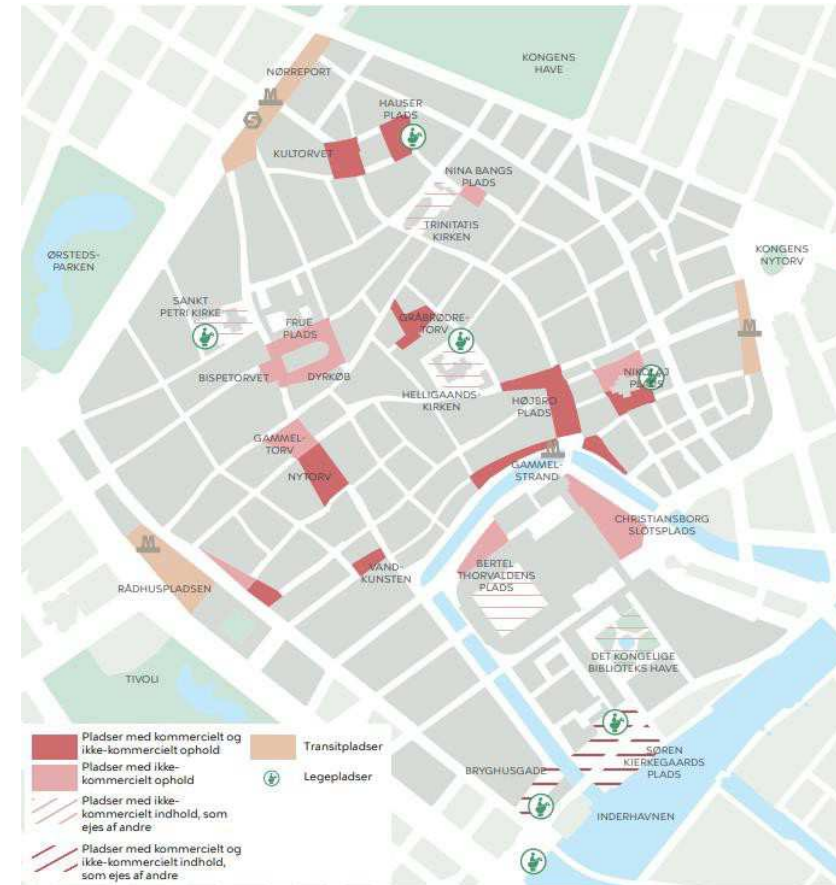 NØRREPORT
KONGENS
HAVE
M
S
HAUSER
PLADS
KULTORVET
NINA BANGS
PLADS
TRINITATIS
KIRKEN
ØRSTEDS-
PARKEN
KONGENS
NYTORV
SANKT
PETRI KIRKE
FRUE
PLADS
GRÅBRØDRE-
TORV
M
BISPETORVET
DYRKØB
HELLIGAANDS-
KIRKEN
HØJBRO
PLADS
NIKOLAJ
PLADS
GAMMEL-
TORV
NYTORV
M
GAMMEL-
STRAND
CHRISTIANSBORG
SLOTSPLADS
M
RÅDHUSPLADSEN
VAND-
KUNSTEN
BERTEL
THORVALDENS
PLADS
DET KONGELIGE
BIBLIOTEKS HAVE
TIVOLI
SØREN
KIERKEGAARDS
PLADS
BRYGHUSGADE
INDERHAVNEN
Pladser med kommercielt og
ikke-kommercielt ophold
Pladser med ikke-
kommercielt ophold
Pladser med ikke-
kommercielt indhold, som
ejes af andre
Pladser med kommercielt og
ikke-kommercielt indhold,
som ejes af andre
Transitpladser
Legepladser